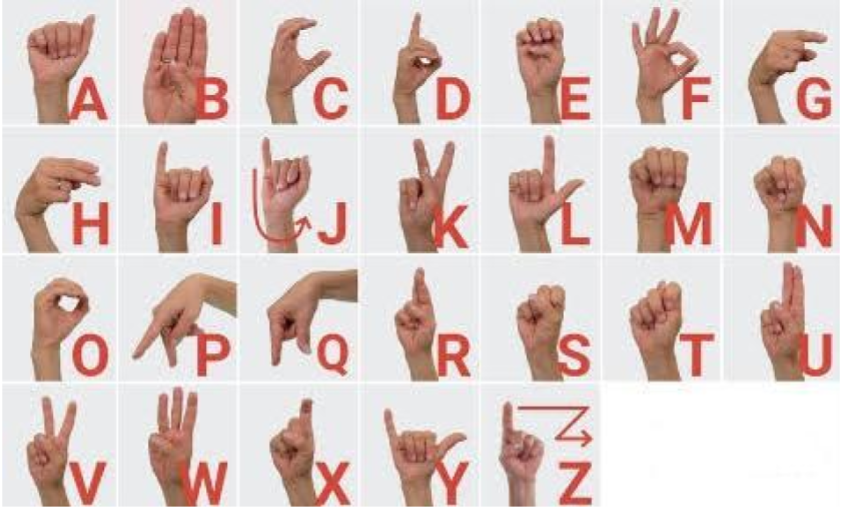 A B C D E F G
H I J K L M N
O P Q R S T U
V W X Y Z